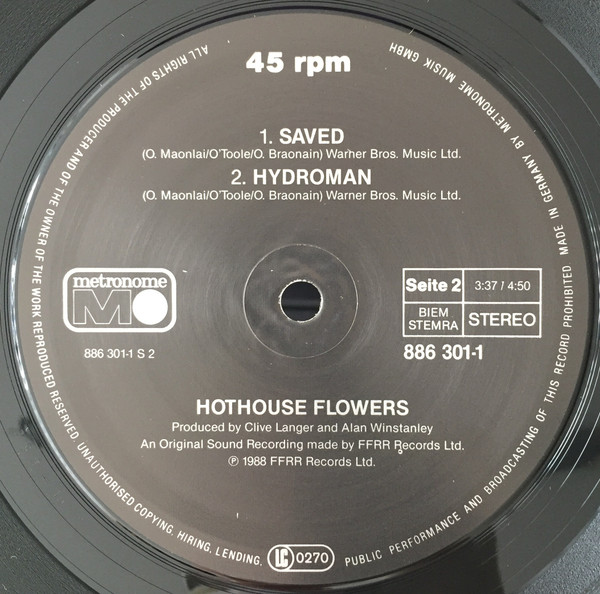 45 rpm
1. SAVED
(O. Maonlai/O'Toole/O. Braonain) Warher Bros. Music Ltd.
2. HYDROMAN
(O. Maonlai/O'Toole/O. Braonain) Warher Bros. Music Ltd.
metronome
M
886 301-1 S 2
Seite 2
3:37 / 4:50
BIEM
STEMRA
STEREO
886 301-1
HOTHOUSE FLOWERS
Produced by Clive Langer and Alan Winstanley
An Original Sound Recording made by FFRR Records Ltd.
℗ 1988 FFRR Records Ltd.
ALL RIGHTS OF THE PRODUCER AND OF THE OWNER OF THE WORK REPRODUCED RESERVED. UNAUTHORISED COPYING, HIRING, LENDING,
LC 0270
PUBLIC PERFORMANCE AND BROADCASTING OF THIS RECORD PROHIBITED MADE IN GERMANY BY METRONOME MUSIK GMBH